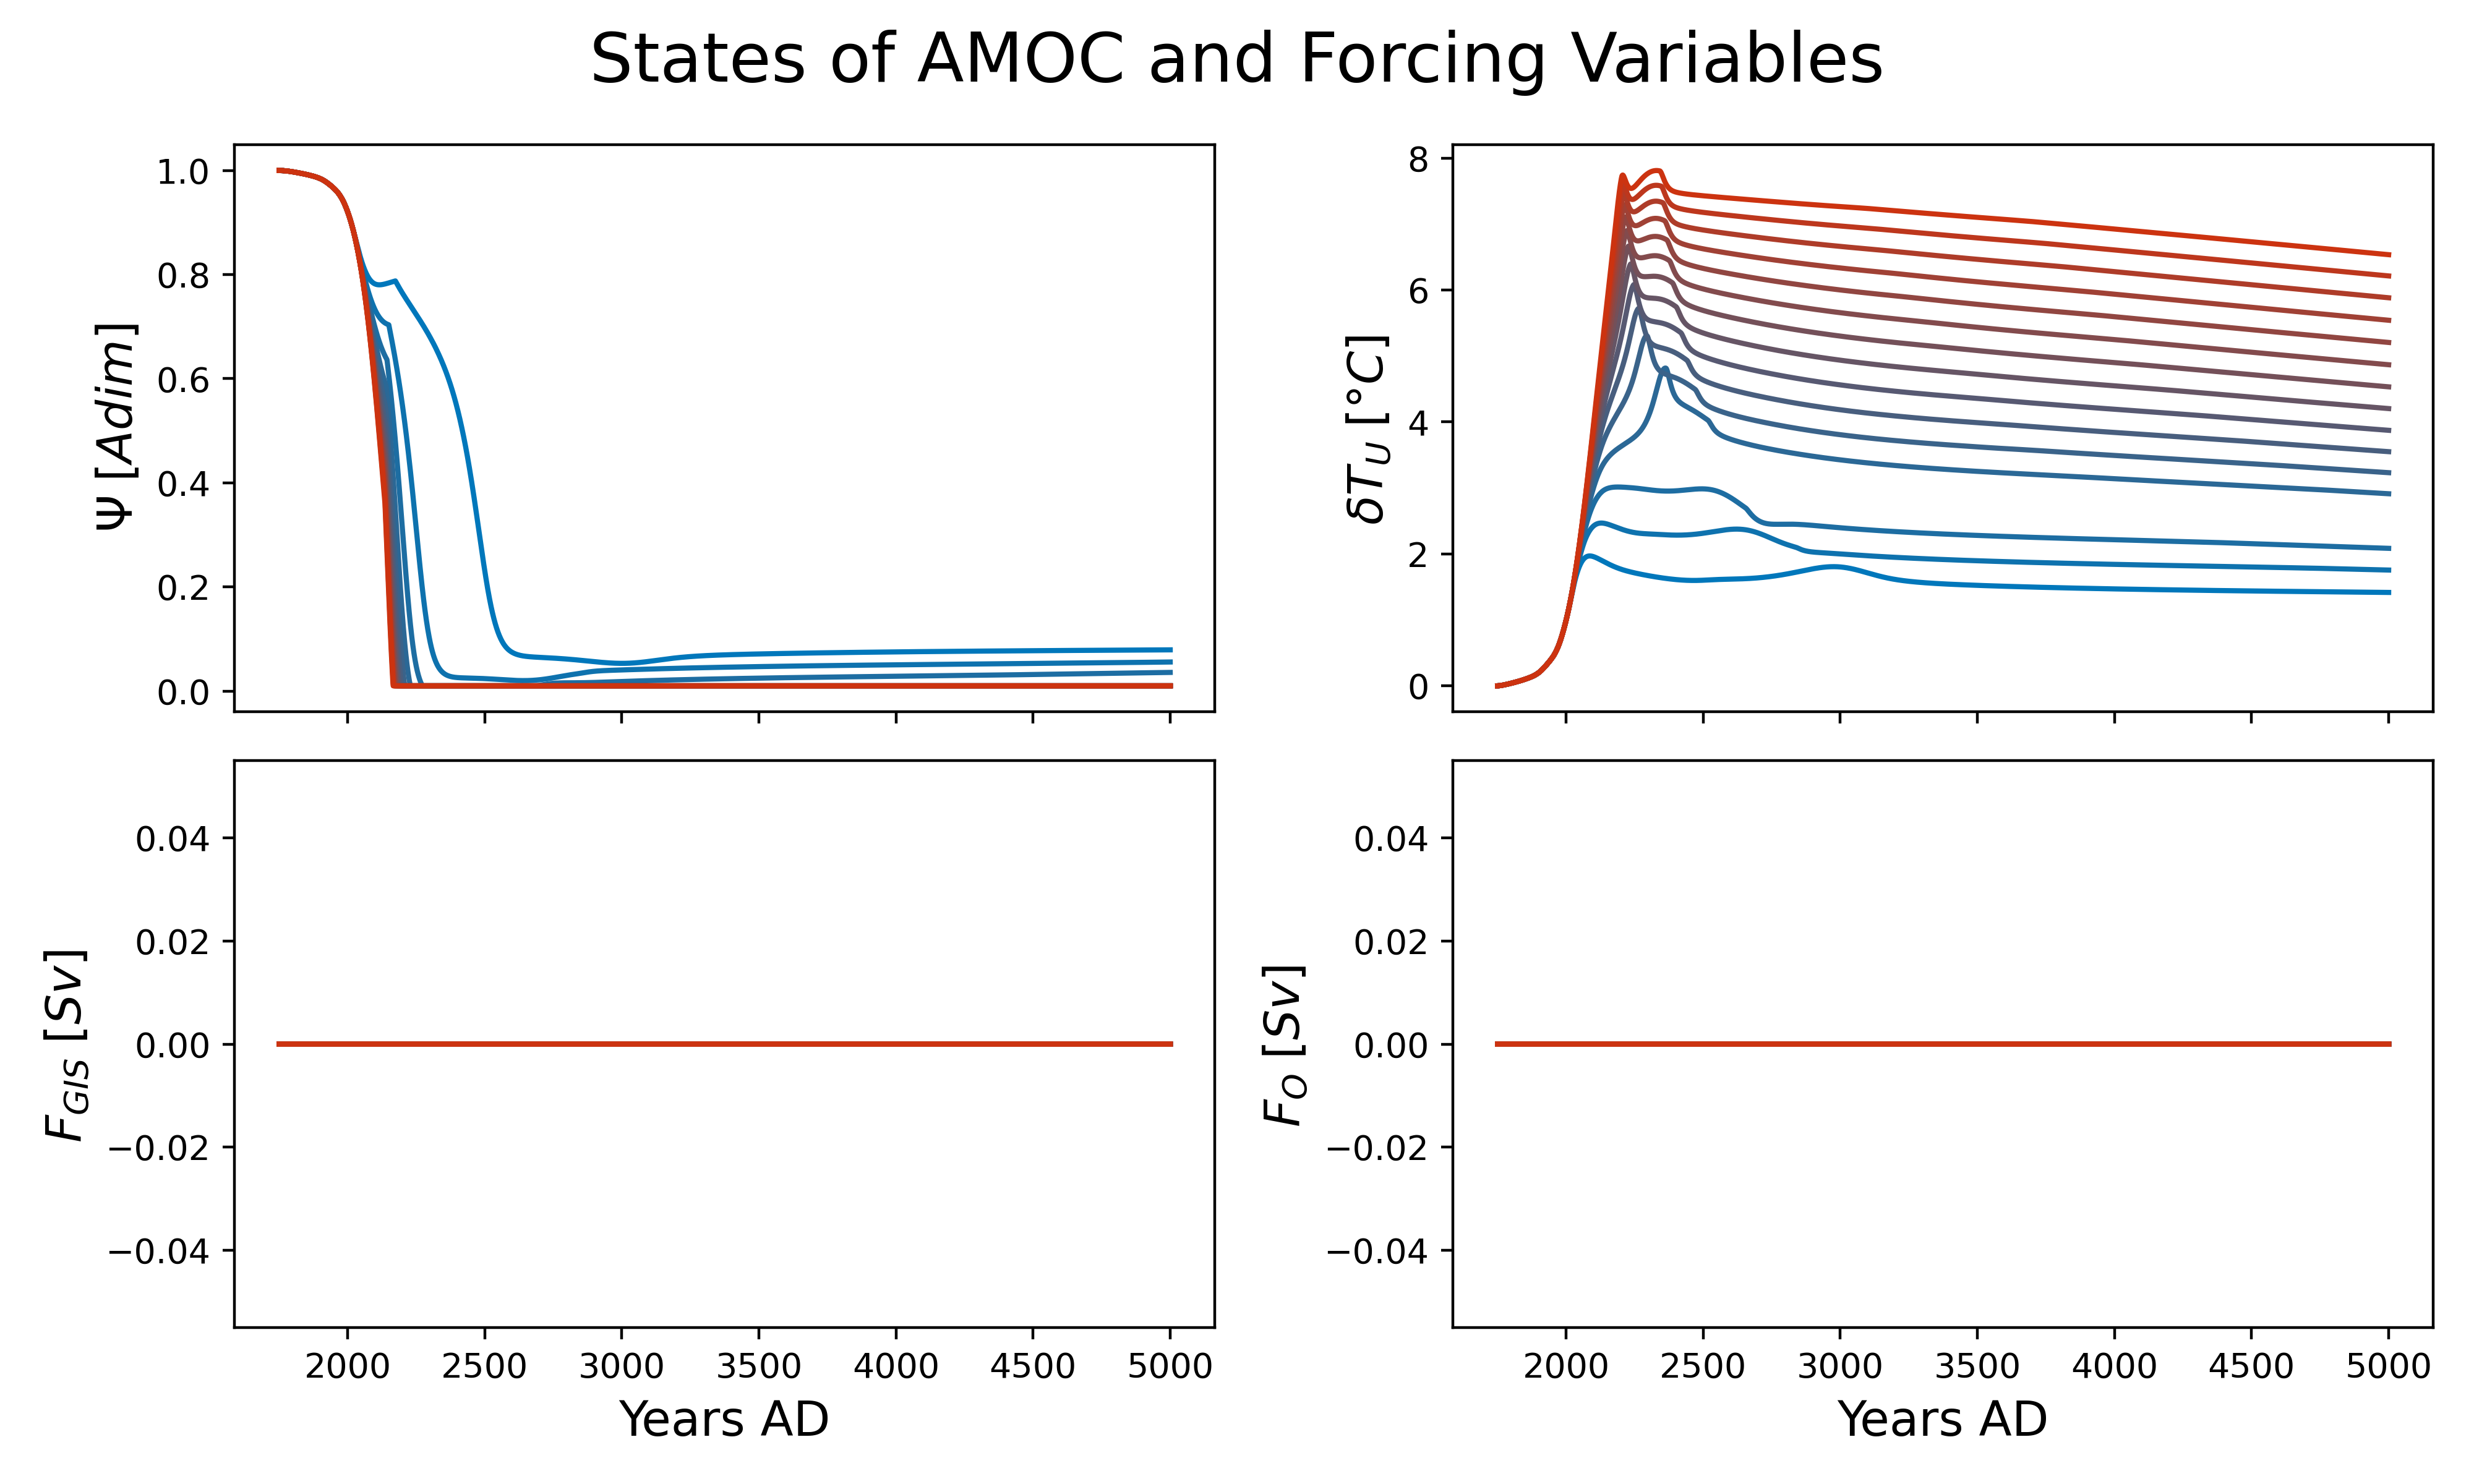 States of AMOC and Forcing Variables
1.0
0.8
0.6
0.4
0.2
0.0
Ψ [Adim]
8
6
4
2
0
δT_U [°C]
0.04
0.02
0.00
−0.02
−0.04
F_GIS [Sv]
2000 2500 3000 3500 4000 4500 5000
Years AD
0.04
0.02
0.00
−0.02
−0.04
F_O [Sv]
2000 2500 3000 3500 4000 4500 5000
Years AD